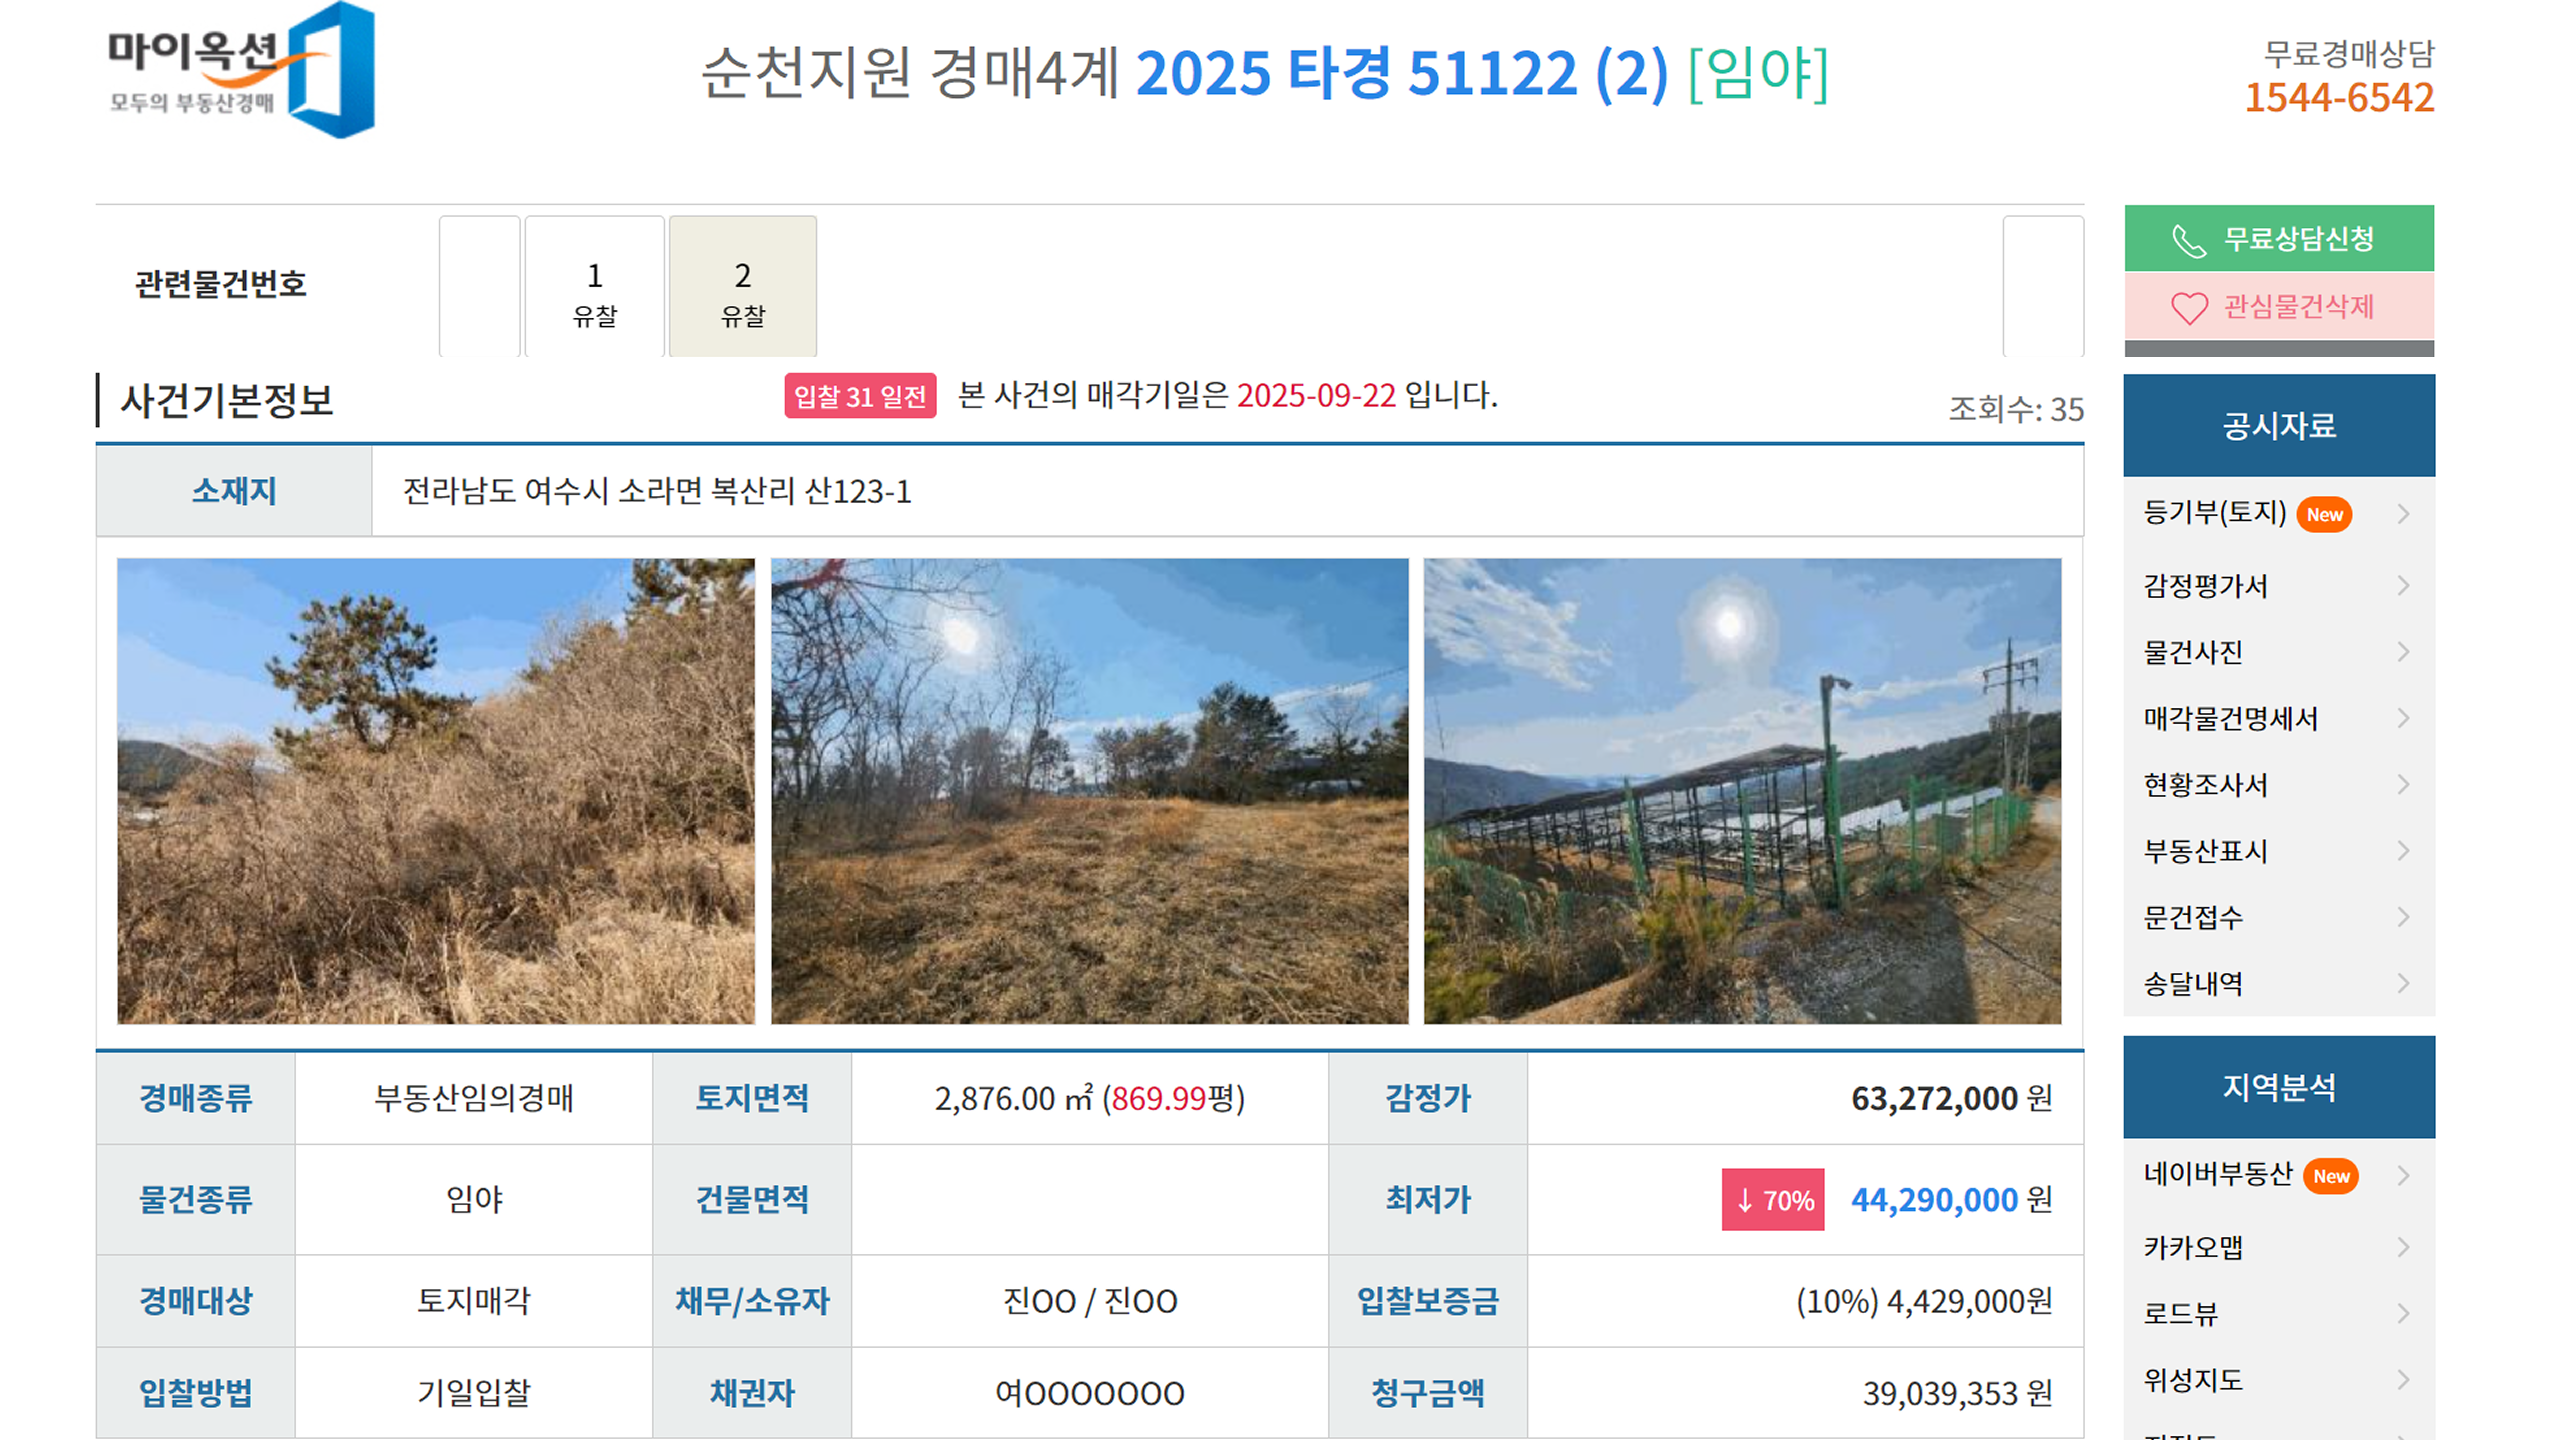 마이옥션
모두의 부동산경매
순천지원 경매4계 2025 타경 51122 (2) [임야]
무료경매상담
1544-6542
관련물건번호
1
유찰
2
유찰
무료상담신청
관심물건삭제
사건기본정보
입찰 31 일전 본 사건의 매각기일은 2025-09-22 입니다.
조회수: 35
소재지 전라남도 여수시 소라면 복산리 산123-1
경매종류 부동산임의경매 토지면적 2,876.00 ㎡ (869.99평) 감정가 63,272,000 원
물건종류 임야 건물면적 최저가 ↓ 70% 44,290,000 원
경매대상 토지매각 채무/소유자 진OO / 진OO 입찰보증금 (10%) 4,429,000원
입찰방법 기일입찰 채권자 여OOOOOOO 청구금액 39,039,353 원
공시자료
등기부(토지) New
감정평가서
물건사진
매각물건명세서
현황조사서
부동산표시
문건접수
송달내역
지역분석
네이버부동산 New
카카오맵
로드뷰
위성지도